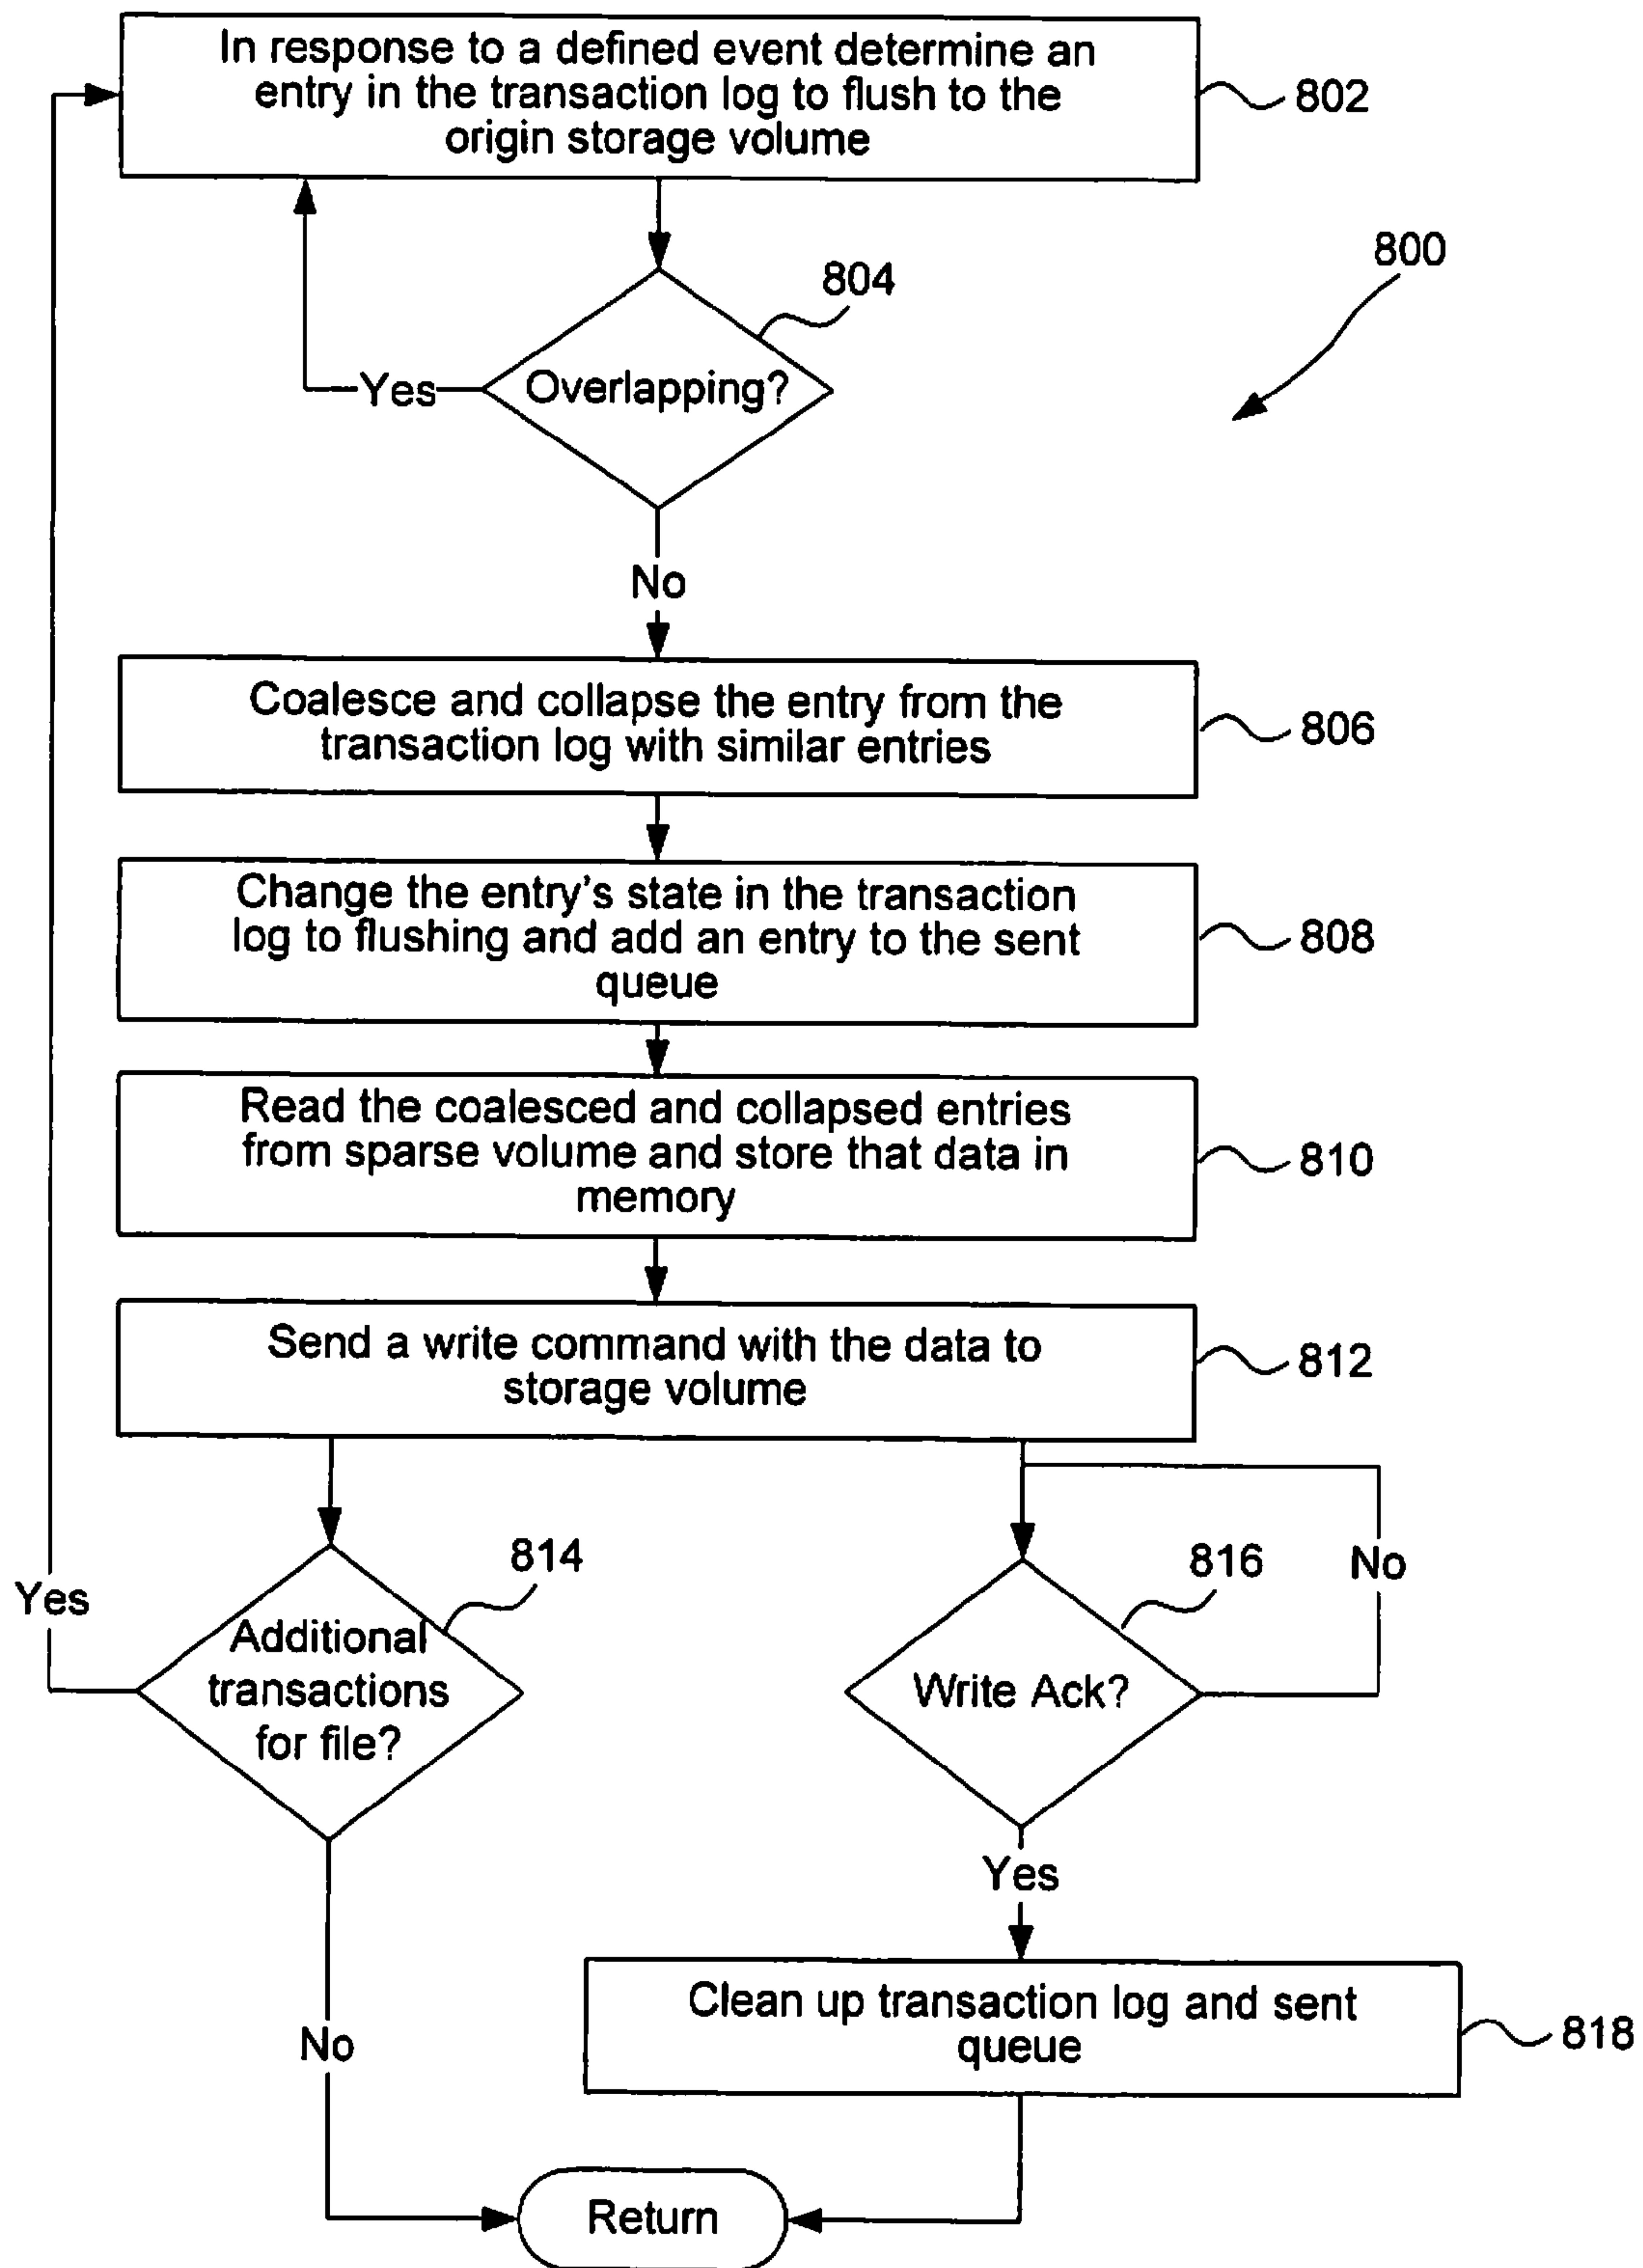 In response to a defined event determine an
entry in the transaction log to flush to the
origin storage volume
802
800
804
Overlapping?
Yes
No
Coalesce and collapse the entry from the
transaction log with similar entries
806
Change the entry's state in the transaction
log to flushing and add an entry to the sent
queue
808
Read the coalesced and collapsed entries
from sparse volume and store that data in
memory
810
Send a write command with the data to
storage volume
812
814
816
No
Yes
Additional
transactions
for file?
Write Ack?
Yes
Clean up transaction log and sent
queue
818
No
Return